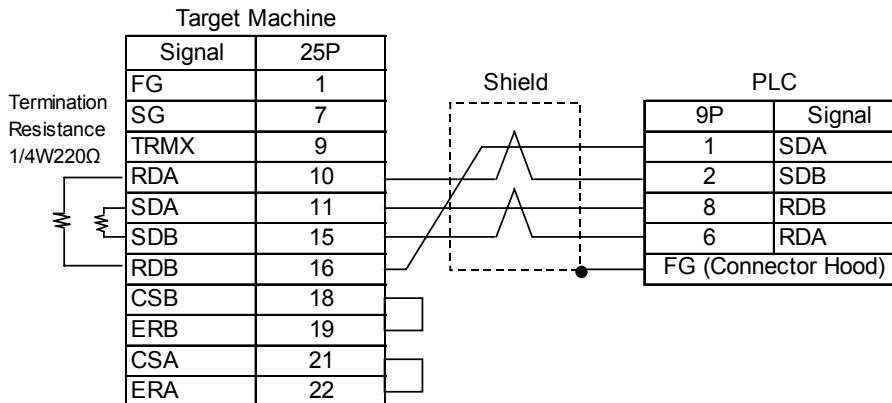 Target Machine
Signal 25P
FG 1
SG 7
TRMX 9
RDA 10
SDA 11
SDB 15
RDB 16
CSB 18
ERB 19
CSA 21
ERA 22
Termination
Resistance
1/4W220Ω
Shield
PLC
9P Signal
1 SDA
2 SDB
8 RDB
6 RDA
FG (Connector Hood)